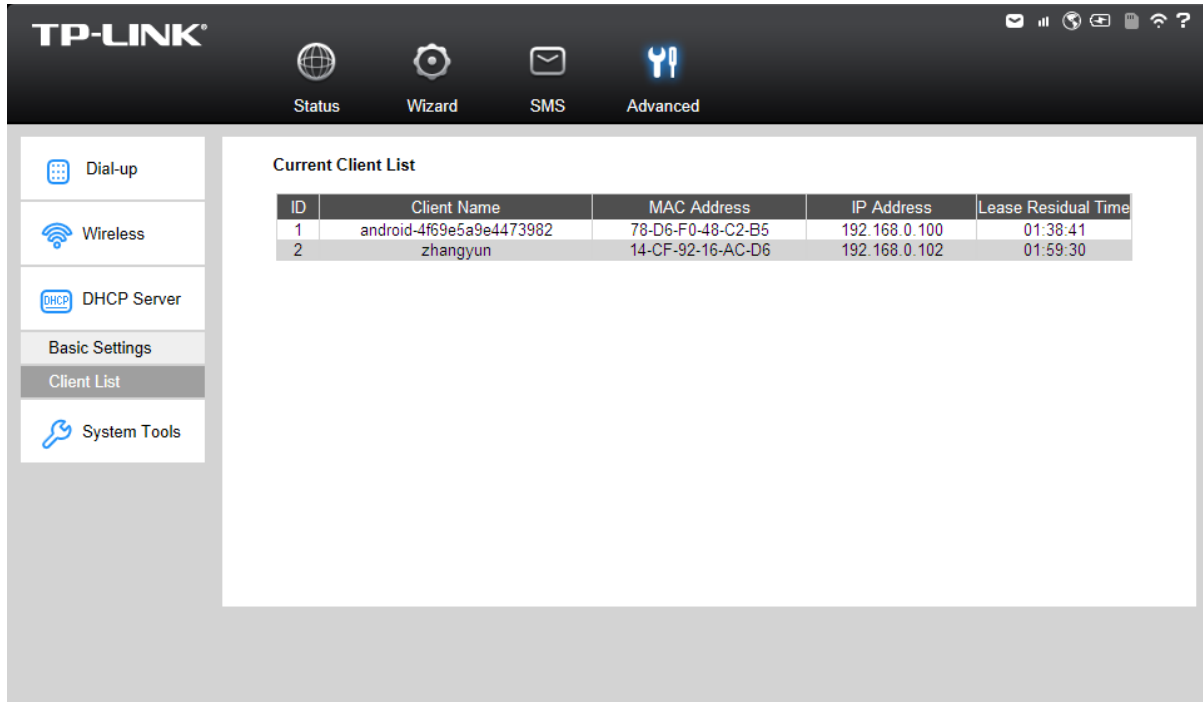 TP-LINK®
Status Wizard SMS Advanced
Dial-up
Wireless
DHCP
DHCP Server
Basic Settings
Client List
System Tools
Current Client List
ID Client Name MAC Address IP Address Lease Residual Time
1 android-4f69e5a9e4473982 78-D6-F0-48-C2-B5 192.168.0.100 01:38:41
2 zhangyun 14-CF-92-16-AC-D6 192.168.0.102 01:59:30